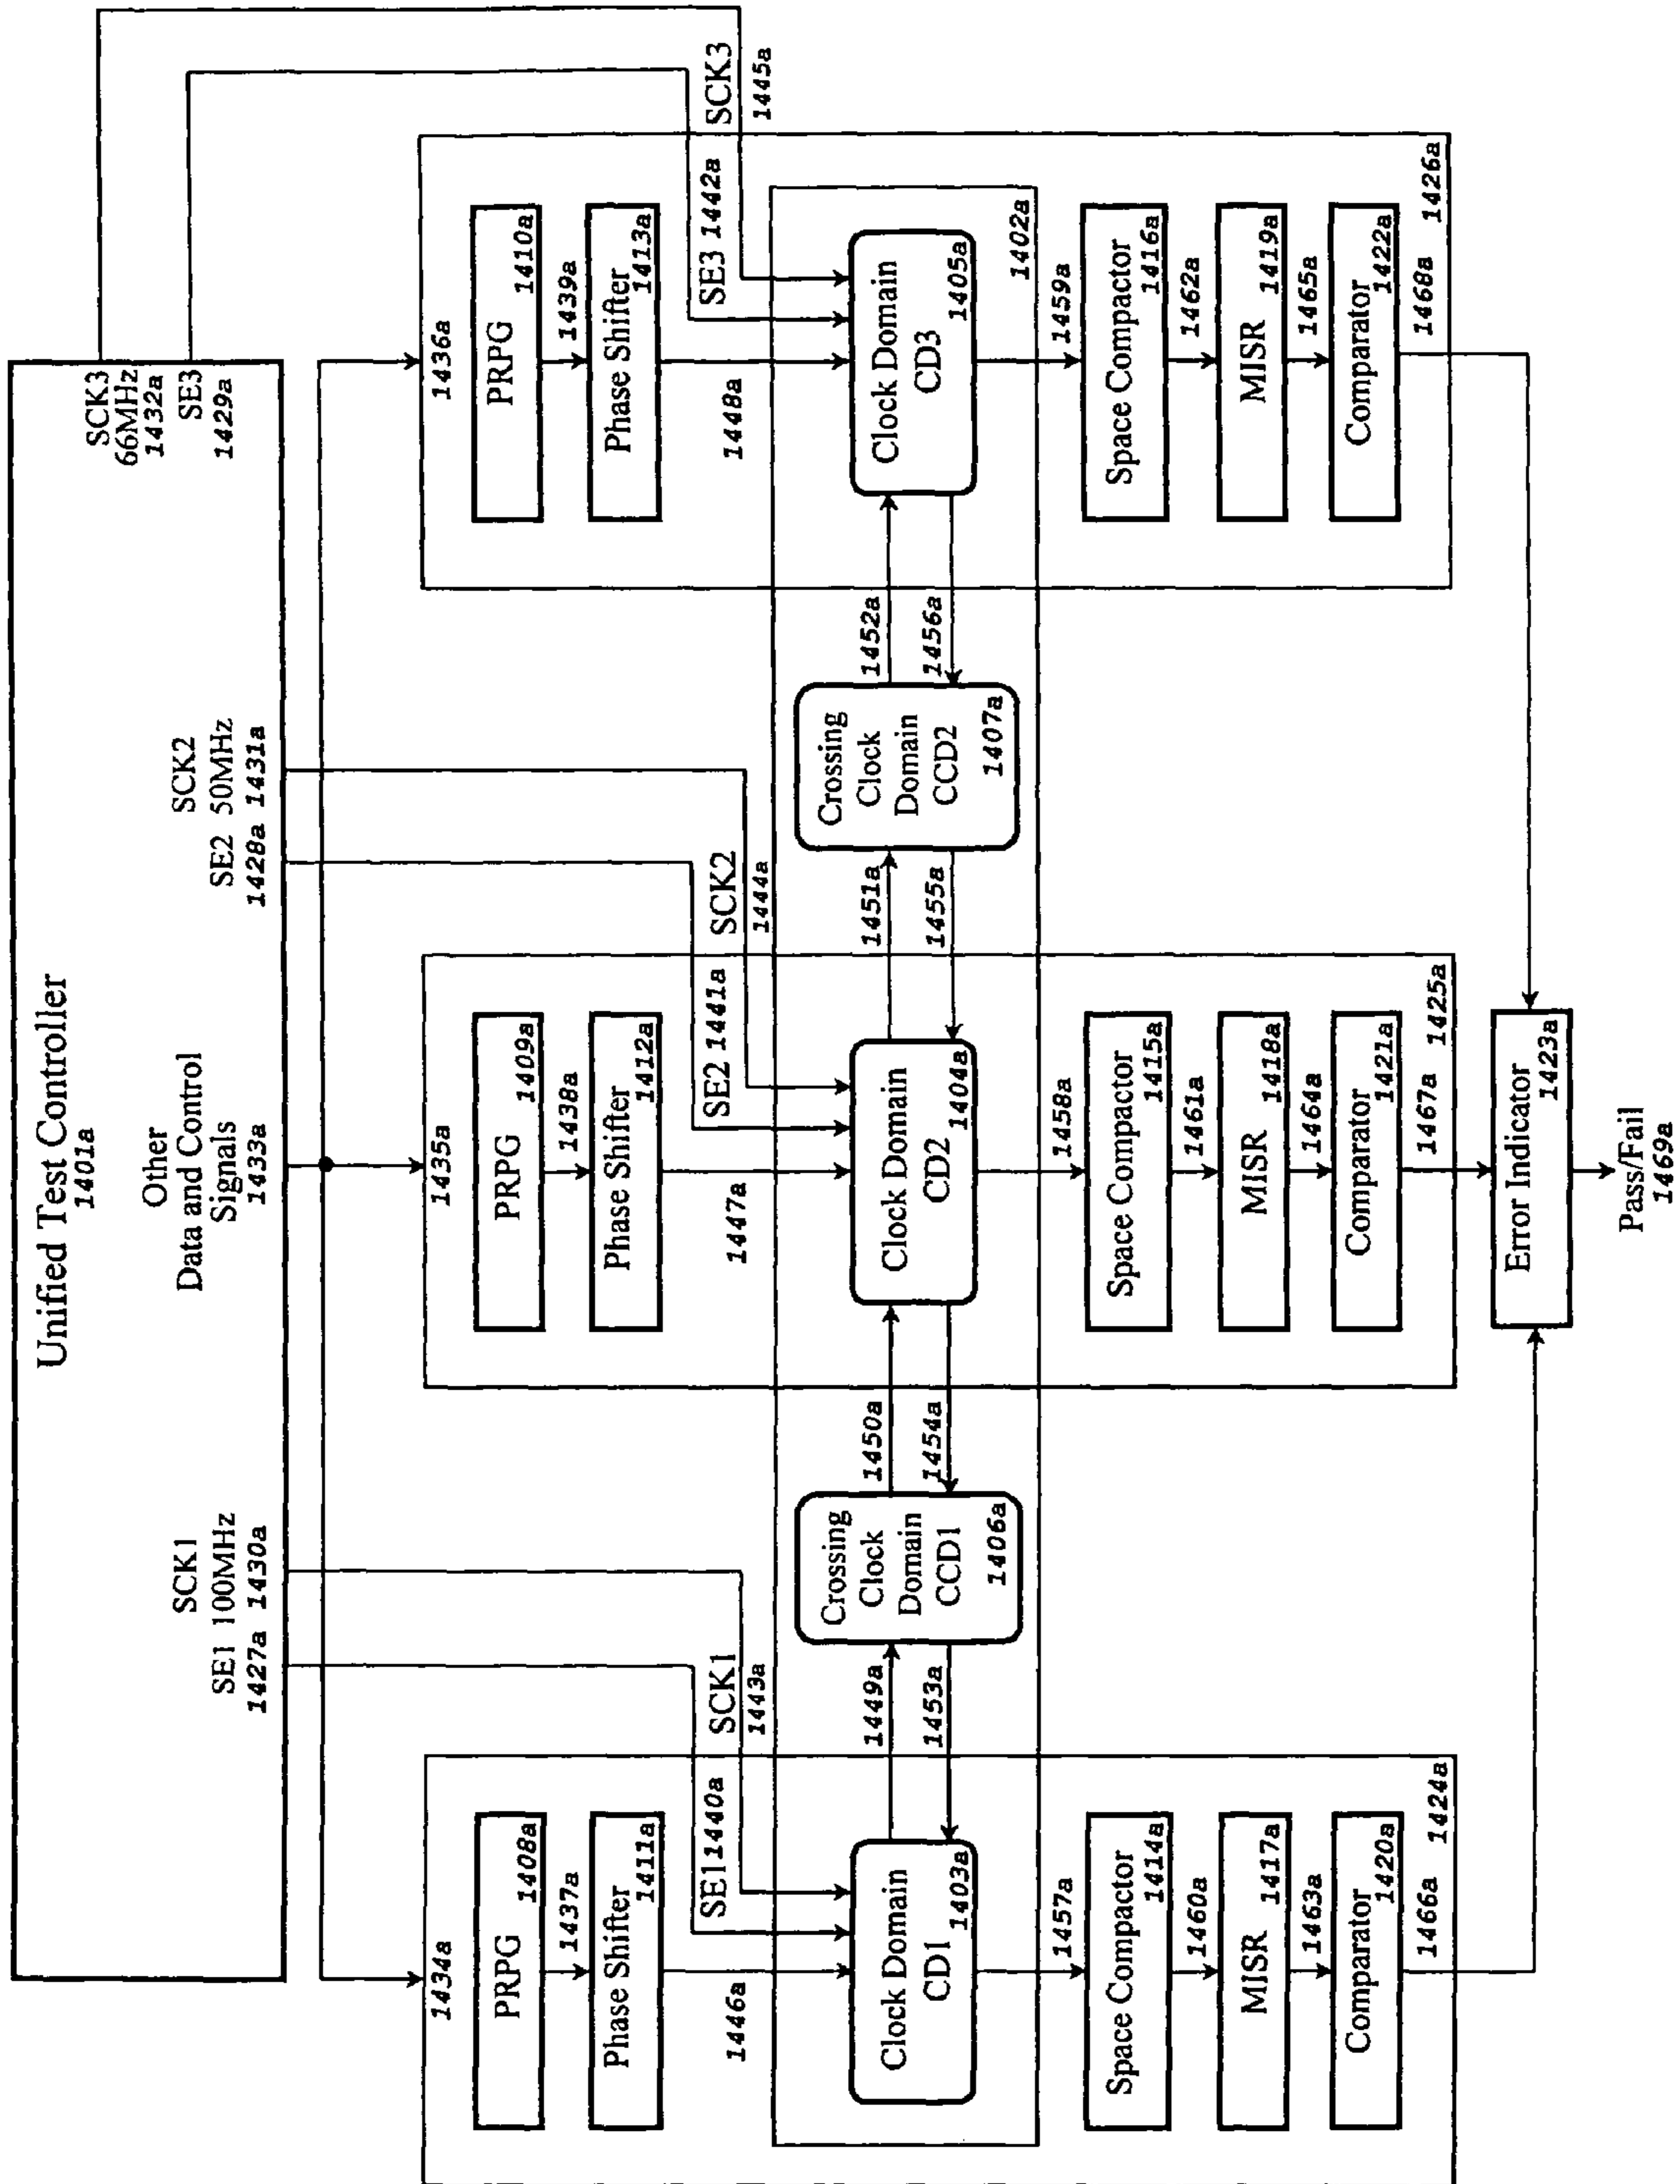 Unified Test Controller
1401a
SCK1
SE1 100MHz
1427a 1430a
Other
Data and Control
Signals
1433a
SCK2
SE2 50MHz
1428a 1431a
SCK3
66MHz
1432a
SE3
1429a
1434a
PRPG
1408a
1437a
Phase Shifter
1411a
SE1 1440a
SCK1
1443a
1446a
Clock Domain
CD1
1403a
1449a
1453a
Crossing
Clock
Domain
CCD1
1406a
1450a
1454a
1457a
Space Compactor
1414a
1460a
MISR
1417a
1463a
Comparator
1420a
1466a
1424a
1435a
PRPG
1409a
1438a
Phase Shifter
1412a
SE2 1441a
SCK2
1444a
1447a
Clock Domain
CD2
1404a
1451a
1455a
Crossing
Clock
Domain
CCD2
1407a
1452a
1456a
1458a
Space Compactor
1415a
1461a
MISR
1418a
1464a
Comparator
1421a
1467a
1425a
1436a
PRPG
1410a
1439a
Phase Shifter
1413a
SE3 1442a
SCK3
1445a
1448a
Clock Domain
CD3
1405a
1402a
1459a
Space Compactor
1416a
1462a
MISR
1419a
1465a
Comparator
1422a
1468a
1426a
Error Indicator
1423a
Pass/Fail
1469a